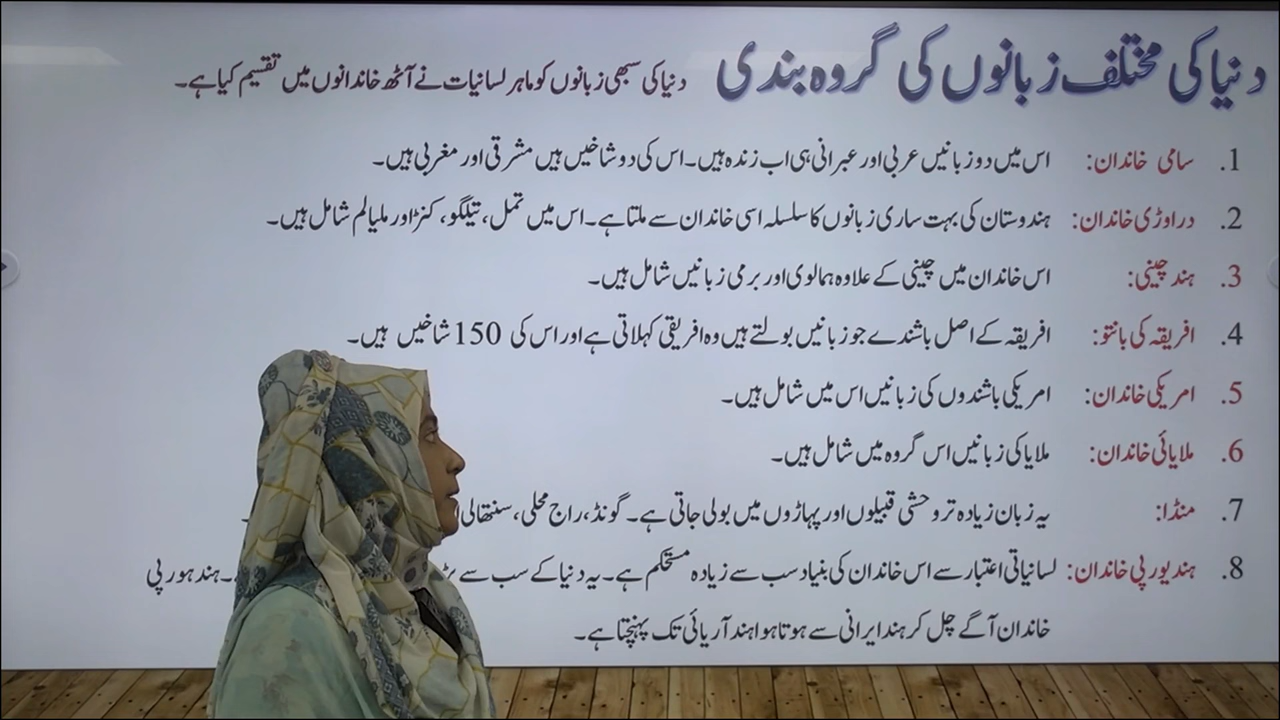 دنیا کی مختلف زبانوں کی گروہ بندی دنیا کی سبھی زبانوں کو ماہر لسانیات نے آٹھ خاندانوں میں تقسیم کیا ہے۔
1. سامی خاندان: اس میں دو زبانیں عربی اور عبرانی ہی اب زندہ ہیں۔ اس کی دو شاخیں ہیں مشرقی اور مغربی ہیں۔
2. دراوڑی خاندان: ہندوستان کی بہت ساری زبانوں کا سلسلہ اسی خاندان سے ملتا ہے۔ اس میں تمل، تیلگو، کنڑ اور ملیالم شامل ہیں۔
3. ہند چینی: اس خاندان میں چینی کے علاوہ ہمالوی اور برمی زبانیں شامل ہیں۔
4. افریقہ کی بانتو: افریقہ کے اصل باشندے جو زبانیں بولتے ہیں وہ افریقی کہلاتی ہے اور اس کی 150 شاخیں ہیں۔
5. امریکی خاندان: امریکی باشندوں کی زبانیں اس میں شامل ہیں۔
6. ملایائی خاندان: ملایا کی زبانیں اس گروہ میں شامل ہیں۔
7. منڈا: یہ زبان زیادہ تر وحشی قبیلوں اور پہاڑوں میں بولی جاتی ہے۔ گونڈ، راج محلی، سنتھالی
8. ہند یورپی خاندان: لسانیاتی اعتبار سے اس خاندان کی بنیاد سب سے زیادہ مستحکم ہے۔ یہ دنیا کے سب سے ۔ ہند یورپی
خاندان آگے چل کر ہند ایرانی سے ہوتا ہوا ہند آریائی تک پہنچتا ہے۔